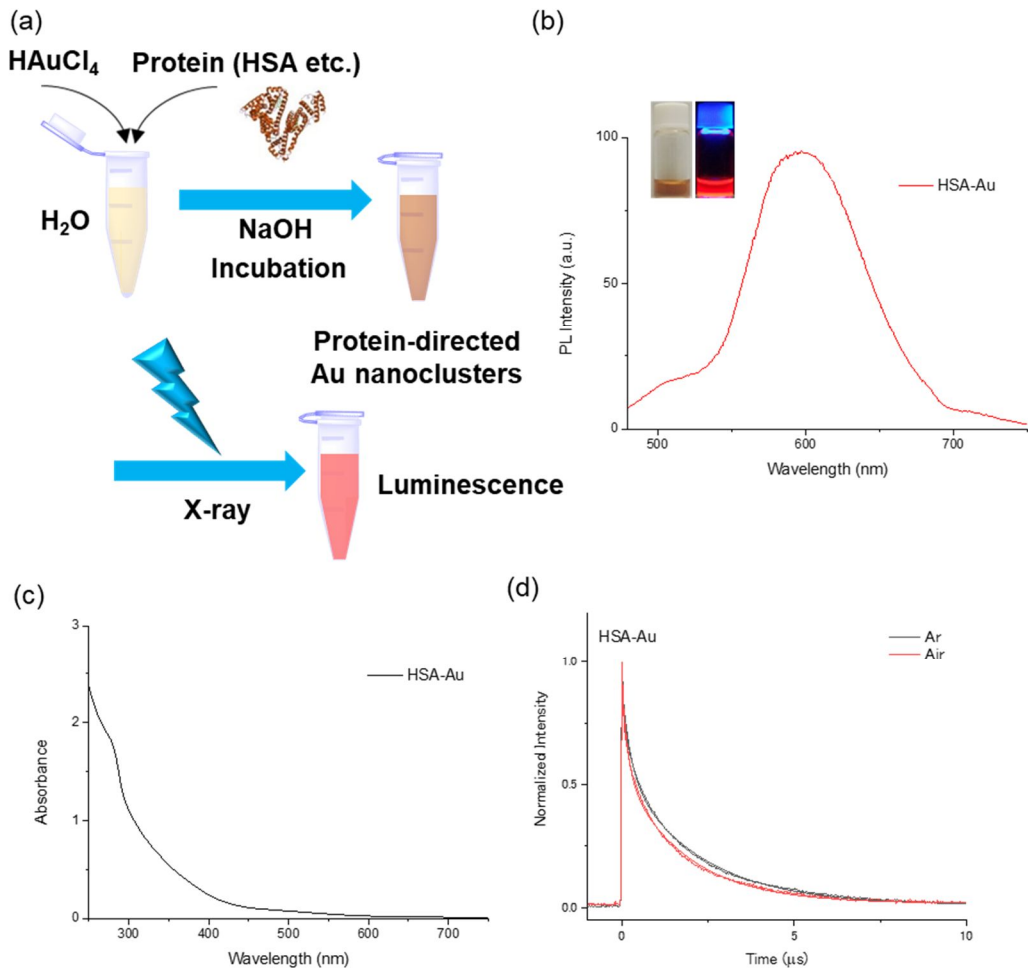 (a)
HAuCl₄
Protein (HSA etc.)
H₂O
NaOH
Incubation
Protein-directed
Au nanoclusters
X-ray
Luminescence
(b)
100
50
0
PL Intensity (a.u.)
HSA-Au
500
600
700
Wavelength (nm)
(c)
3
2
1
0
Absorbance
HSA-Au
300
400
500
600
700
Wavelength (nm)
(d)
HSA-Au
Ar
Air
1.0
0.5
0.0
Normalized Intensity
0
5
10
Time (μs)